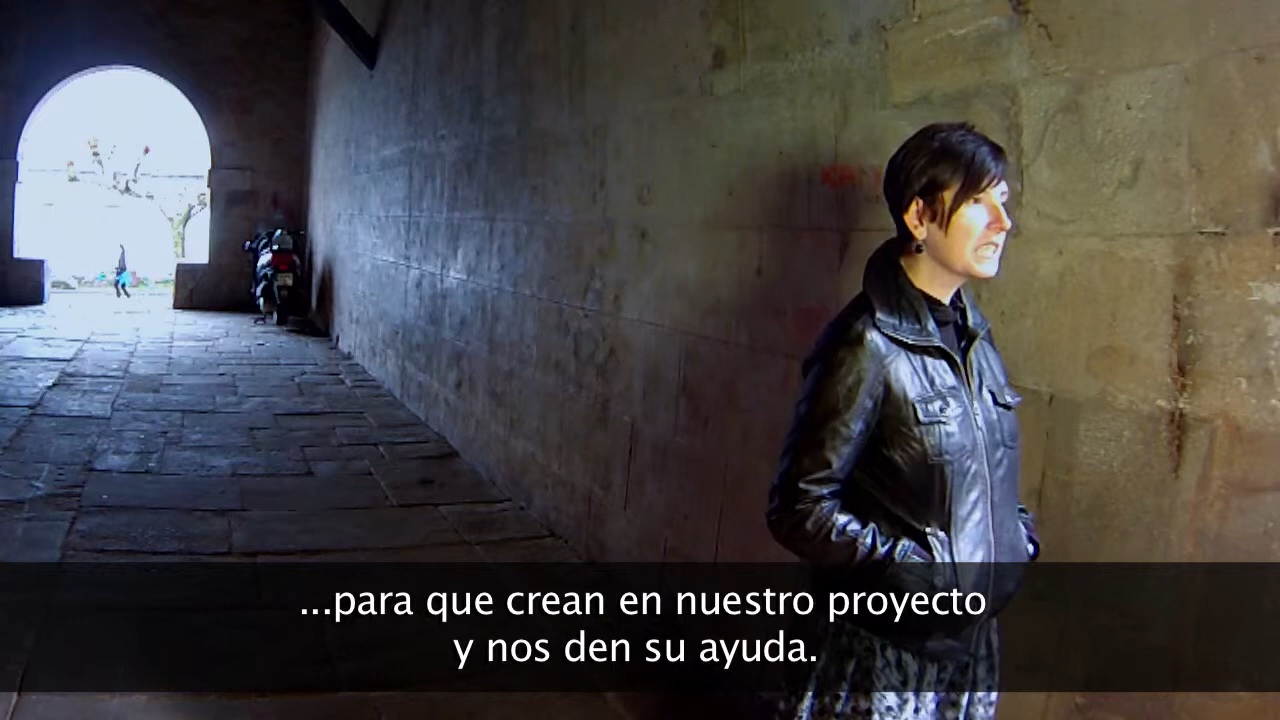 ...para que crean en nuestro proyecto
y nos den su ayuda.